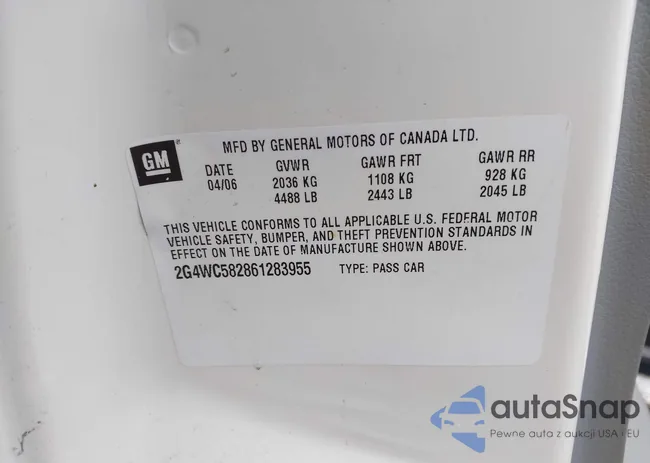 MFD BY GENERAL MOTORS OF CANADA LTD.
GM
DATE GVWR GAWR FRT GAWR RR
04/06 2036 KG 1108 KG 928 KG
4488 LB 2443 LB 2045 LB
THIS VEHICLE CONFORMS TO ALL APPLICABLE U.S. FEDERAL MOTOR
VEHICLE SAFETY, BUMPER, AND THEFT PREVENTION STANDARDS IN
EFFECT ON THE DATE OF MANUFACTURE SHOWN ABOVE.
2G4WC582861283955 TYPE: PASS CAR
autaSnap
Pewne auta z aukcji USA i EU